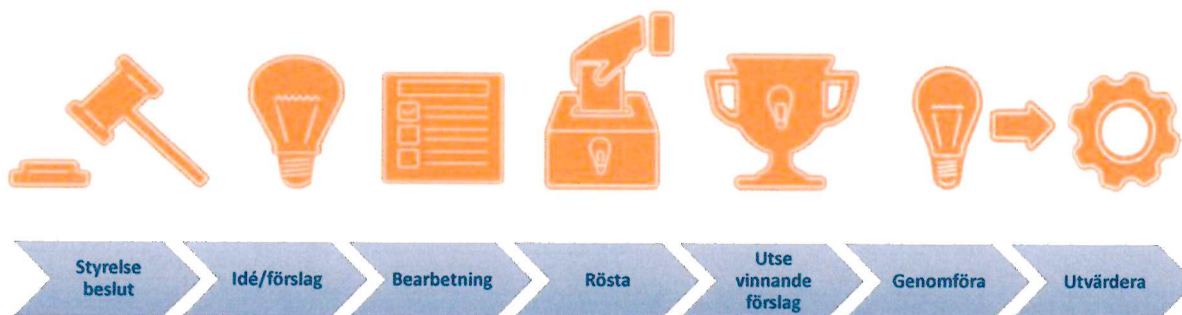 Styrelse
beslut
Idé/förslag
Bearbetning
Rösta
Utse
vinnande
förslag
Genomföra
Utvärdera